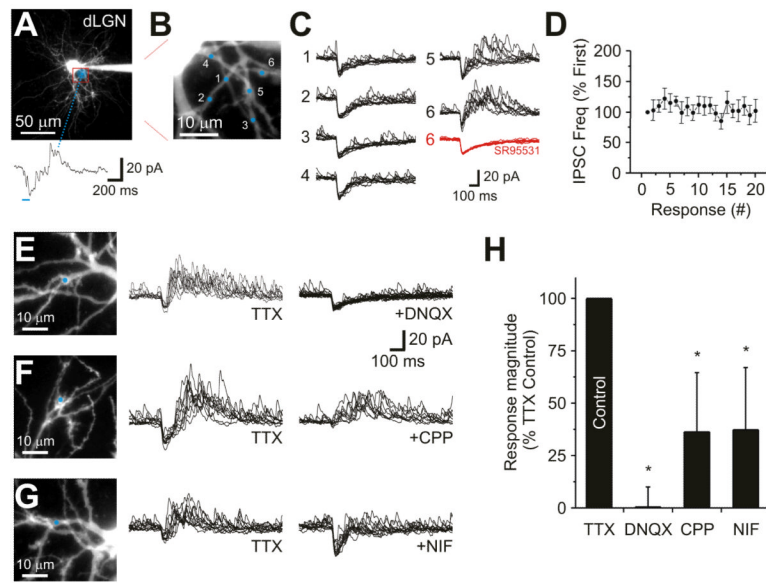 A
dLGN
50 µm
20 pA
200 ms
B
4
6
1
5
2
3
10 µm
C
1
2
3
4
5
6
6
SR95531
20 pA
100 ms
D
IPSC Freq (% First)
200
150
100
50
0
0 5 10 15 20
Response (#)
E
10 µm
TTX
+DNQX
20 pA
100 ms
F
10 µm
TTX
+CPP
G
10 µm
TTX
+NIF
H
Response magnitude
(% TTX Control)
100
75
50
25
0
Control
*
*
*
TTX DNQX CPP NIF